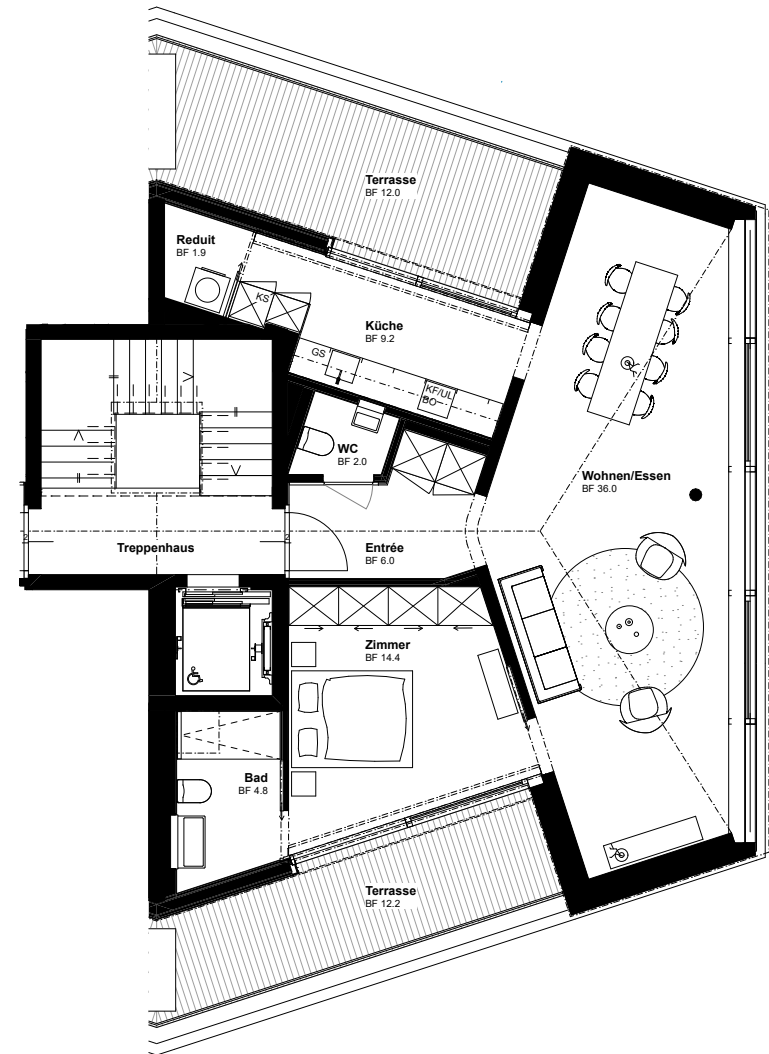 Terrasse
BF 12.0
Reduit
BF 1.9
KS
Küche
BF 9.2
GS
KF/UL
BO
WC
BF 2.0
Wohnen/Essen
BF 36.0
2
2
Treppenhaus
Entrée
BF 6.0
Zimmer
BF 14.4
Bad
BF 4.8
Terrasse
BF 12.2